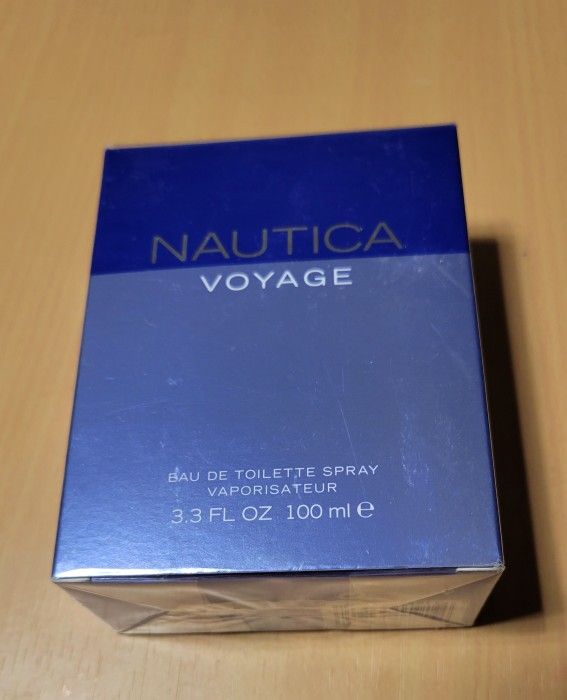 NAUTICA
VOYAGE
EAU DE TOILETTE SPRAY
VAPORISATEUR
3.3 FL OZ 100 ml ℮